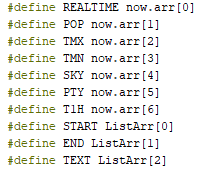 #define REALTIME now.arr[0]
#define POP now.arr[1]
#define TMX now.arr[2]
#define TMN now.arr[3]
#define SKY now.arr[4]
#define PTY now.arr[5]
#define T1H now.arr[6]
#define START ListArr[0]
#define END ListArr[1]
#define TEXT ListArr[2]